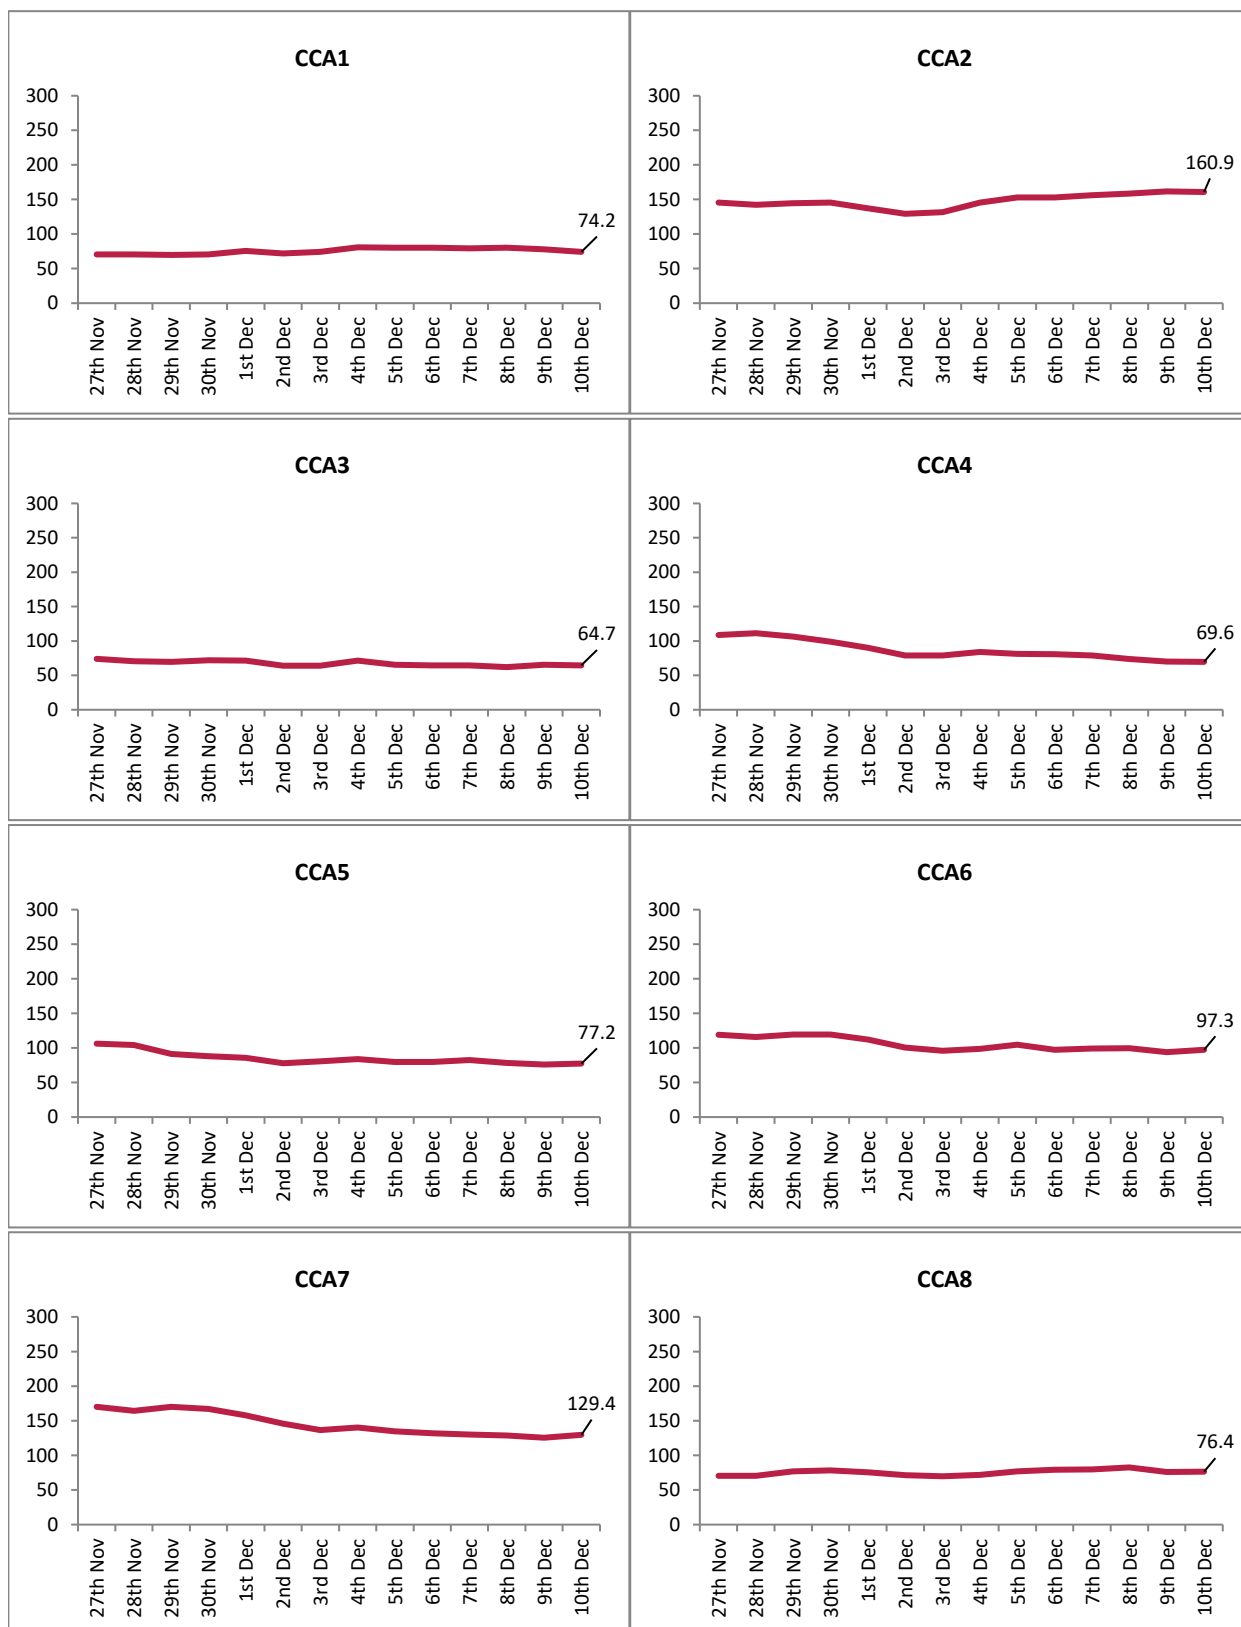 CCA1
300
250
200
150
100
50
0
74.2
27th Nov
28th Nov
29th Nov
30th Nov
1st Dec
2nd Dec
3rd Dec
4th Dec
5th Dec
6th Dec
7th Dec
8th Dec
9th Dec
10th Dec
CCA2
300
250
200
150
100
50
0
160.9
27th Nov
28th Nov
29th Nov
30th Nov
1st Dec
2nd Dec
3rd Dec
4th Dec
5th Dec
6th Dec
7th Dec
8th Dec
9th Dec
10th Dec
CCA3
300
250
200
150
100
50
0
64.7
27th Nov
28th Nov
29th Nov
30th Nov
1st Dec
2nd Dec
3rd Dec
4th Dec
5th Dec
6th Dec
7th Dec
8th Dec
9th Dec
10th Dec
CCA4
300
250
200
150
100
50
0
69.6
27th Nov
28th Nov
29th Nov
30th Nov
1st Dec
2nd Dec
3rd Dec
4th Dec
5th Dec
6th Dec
7th Dec
8th Dec
9th Dec
10th Dec
CCA5
300
250
200
150
100
50
0
77.2
27th Nov
28th Nov
29th Nov
30th Nov
1st Dec
2nd Dec
3rd Dec
4th Dec
5th Dec
6th Dec
7th Dec
8th Dec
9th Dec
10th Dec
CCA6
300
250
200
150
100
50
0
97.3
27th Nov
28th Nov
29th Nov
30th Nov
1st Dec
2nd Dec
3rd Dec
4th Dec
5th Dec
6th Dec
7th Dec
8th Dec
9th Dec
10th Dec
CCA7
300
250
200
150
100
50
0
129.4
27th Nov
28th Nov
29th Nov
30th Nov
1st Dec
2nd Dec
3rd Dec
4th Dec
5th Dec
6th Dec
7th Dec
8th Dec
9th Dec
10th Dec
CCA8
300
250
200
150
100
50
0
76.4
27th Nov
28th Nov
29th Nov
30th Nov
1st Dec
2nd Dec
3rd Dec
4th Dec
5th Dec
6th Dec
7th Dec
8th Dec
9th Dec
10th Dec